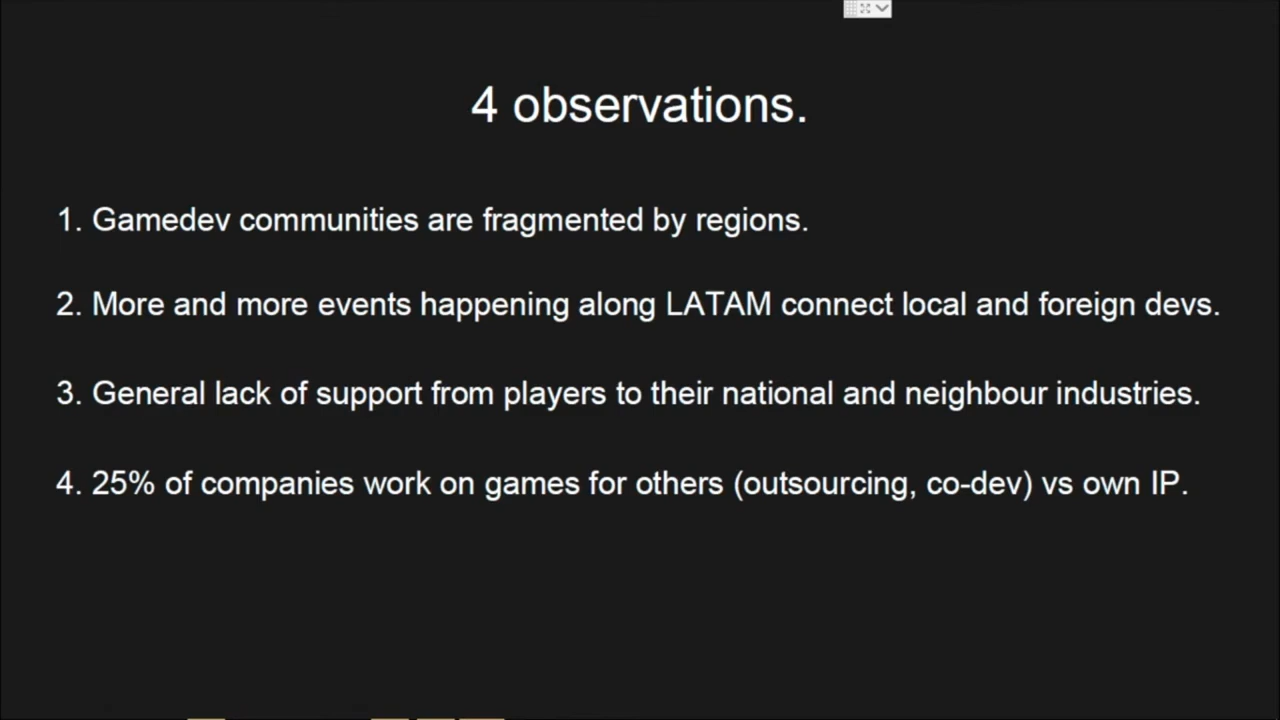 4 observations.
1. Gamedev communities are fragmented by regions.
2. More and more events happening along LATAM connect local and foreign devs.
3. General lack of support from players to their national and neighbour industries.
4. 25% of companies work on games for others (outsourcing, co-dev) vs own IP.